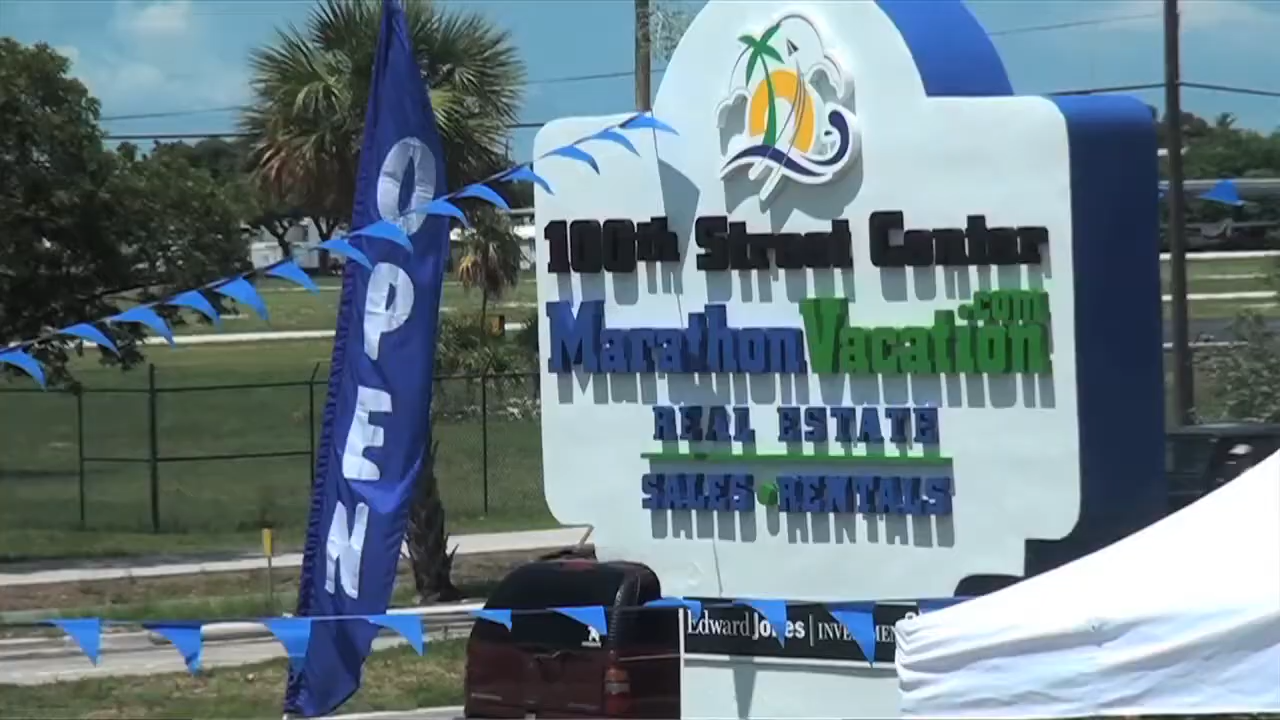 OPEN
100th Street Center
MarathonVacation.com
REAL ESTATE
SALES • RENTALS
Edward Jones